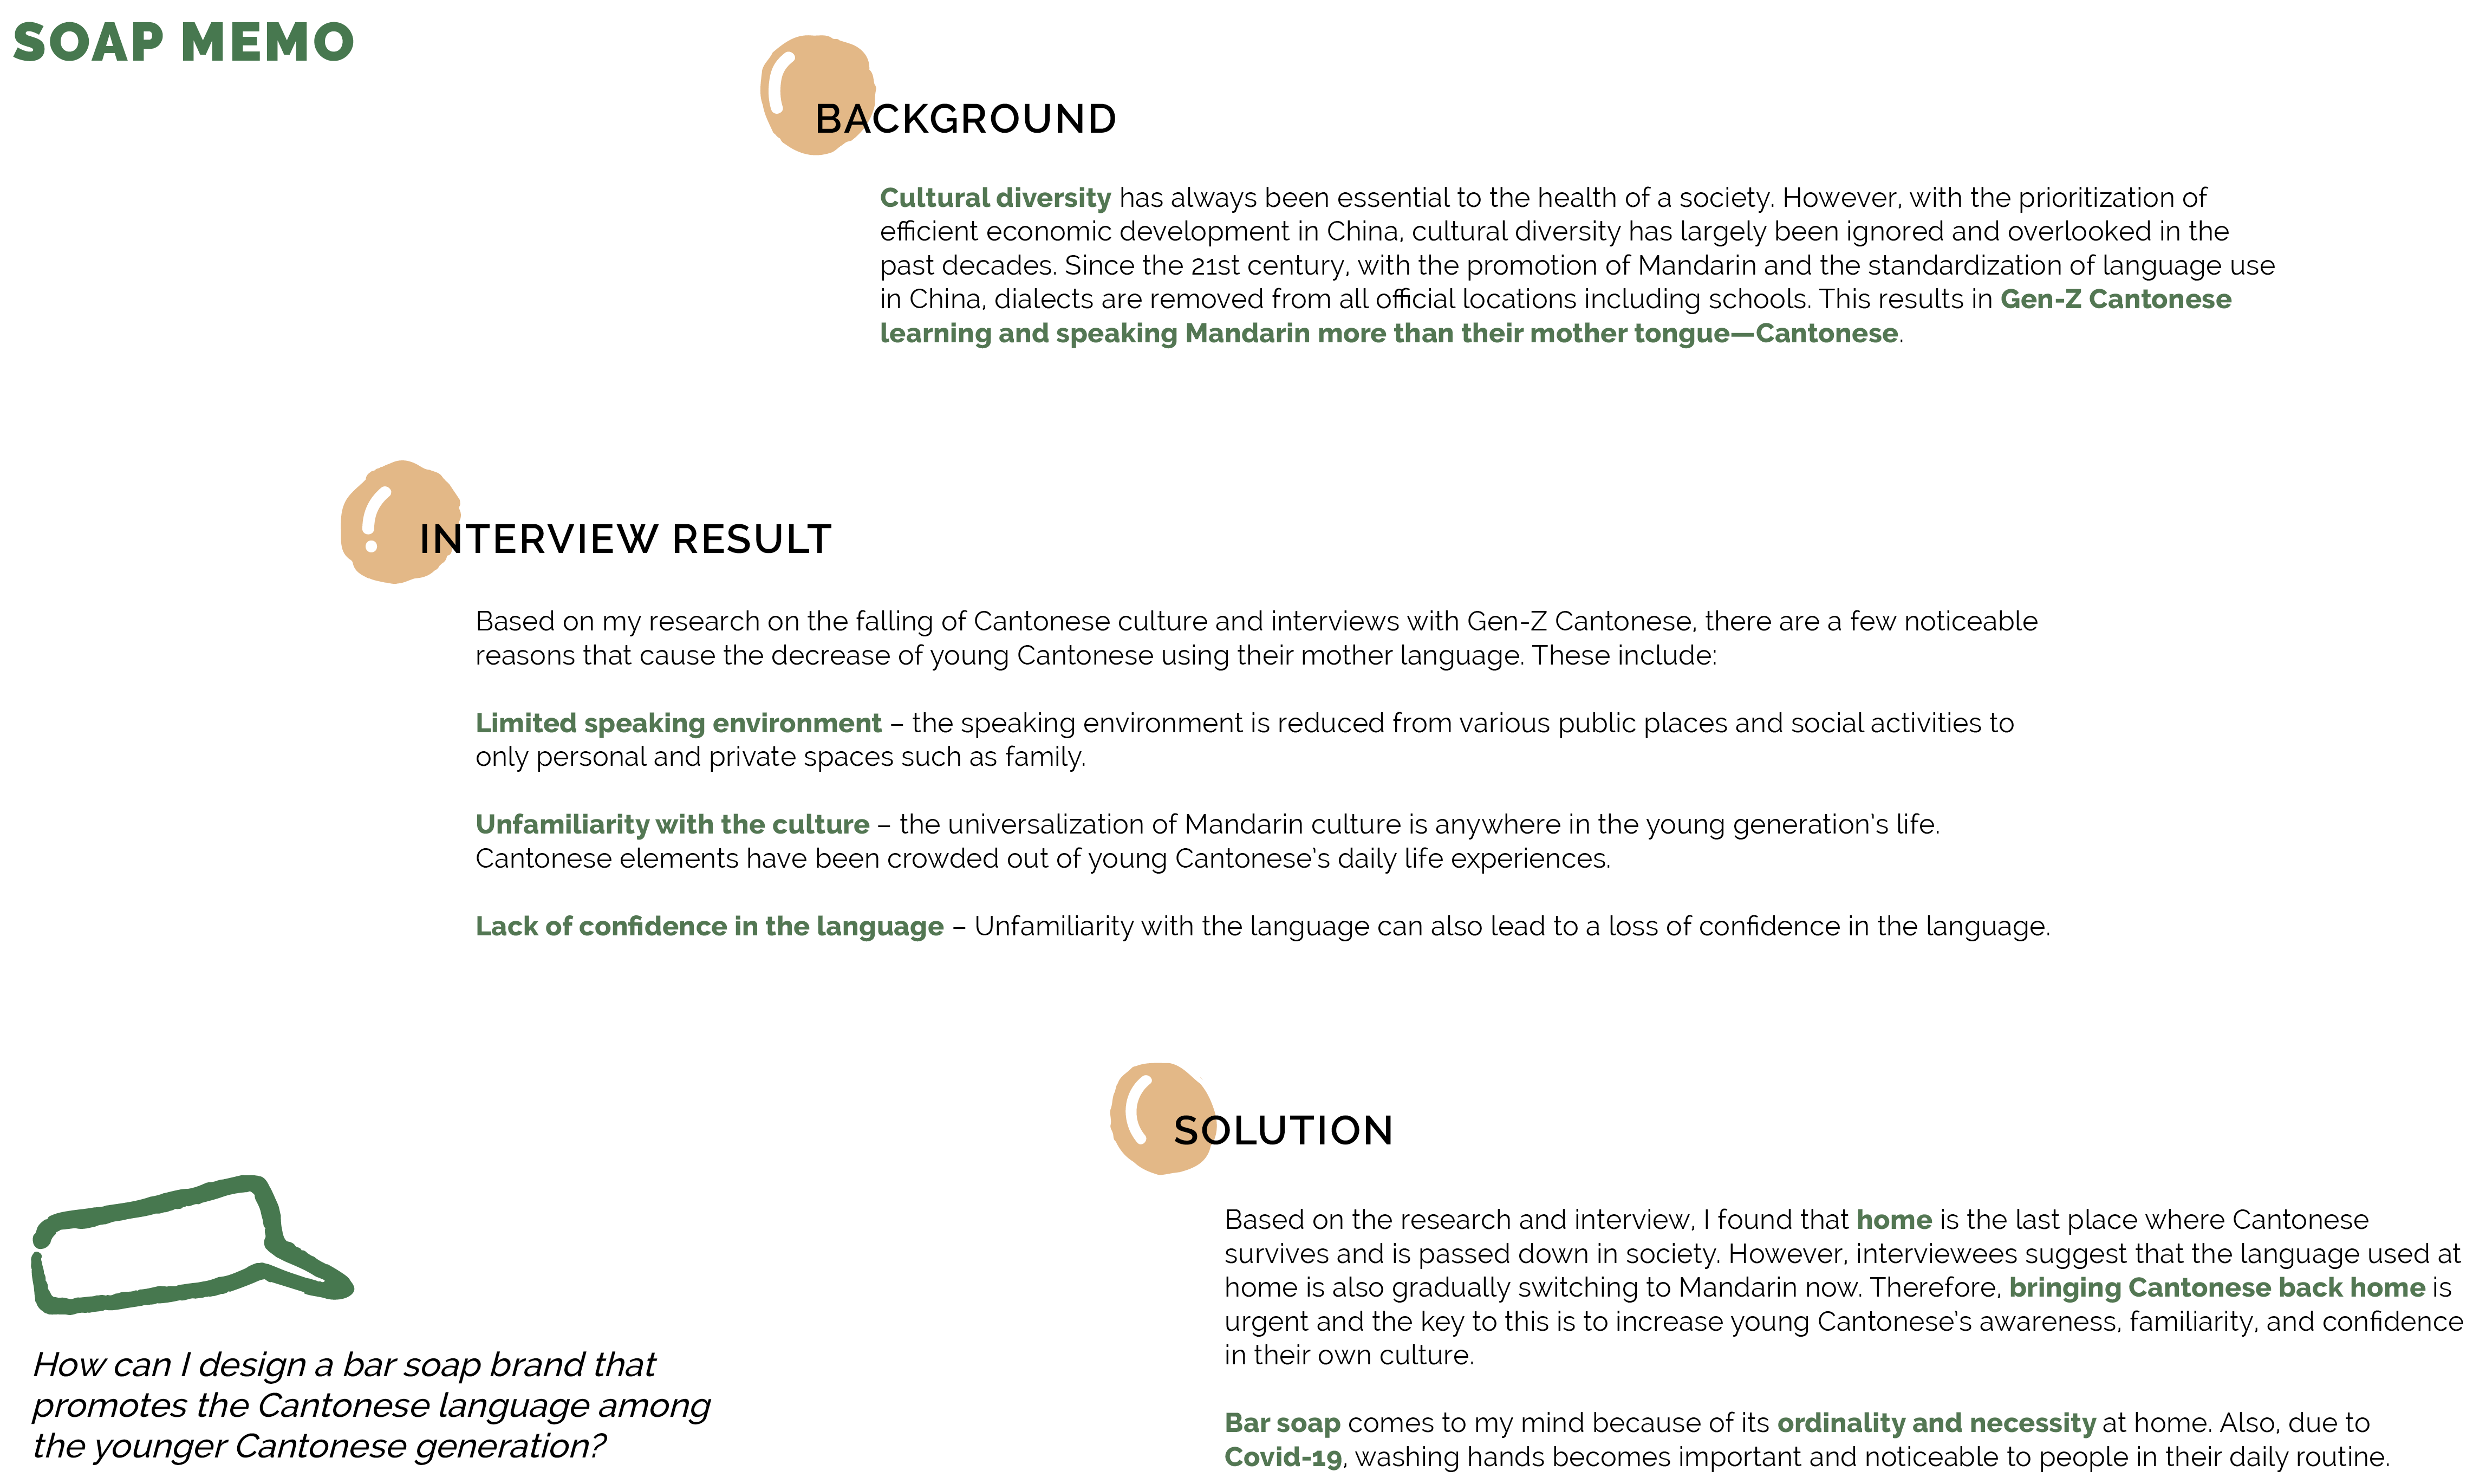 SOAP MEMO
BACKGROUND
Cultural diversity has always been essential to the health of a society. However, with the prioritization of
efficient economic development in China, cultural diversity has largely been ignored and overlooked in the
past decades. Since the 21st century, with the promotion of Mandarin and the standardization of language use
in China, dialects are removed from all official locations including schools. This results in Gen-Z Cantonese
learning and speaking Mandarin more than their mother tongue—Cantonese.
INTERVIEW RESULT
Based on my research on the falling of Cantonese culture and interviews with Gen-Z Cantonese, there are a few noticeable
reasons that cause the decrease of young Cantonese using their mother language. These include:
Limited speaking environment – the speaking environment is reduced from various public places and social activities to
only personal and private spaces such as family.
Unfamiliarity with the culture – the universalization of Mandarin culture is anywhere in the young generation's life.
Cantonese elements have been crowded out of young Cantonese's daily life experiences.
Lack of confidence in the language – Unfamiliarity with the language can also lead to a loss of confidence in the language.
SOLUTION
Based on the research and interview, I found that home is the last place where Cantonese
survives and is passed down in society. However, interviewees suggest that the language used at
home is also gradually switching to Mandarin now. Therefore, bringing Cantonese back home is
urgent and the key to this is to increase young Cantonese's awareness, familiarity, and confidence
in their own culture.
Bar soap comes to my mind because of its ordinality and necessity at home. Also, due to
Covid-19, washing hands becomes important and noticeable to people in their daily routine.
How can I design a bar soap brand that
promotes the Cantonese language among
the younger Cantonese generation?